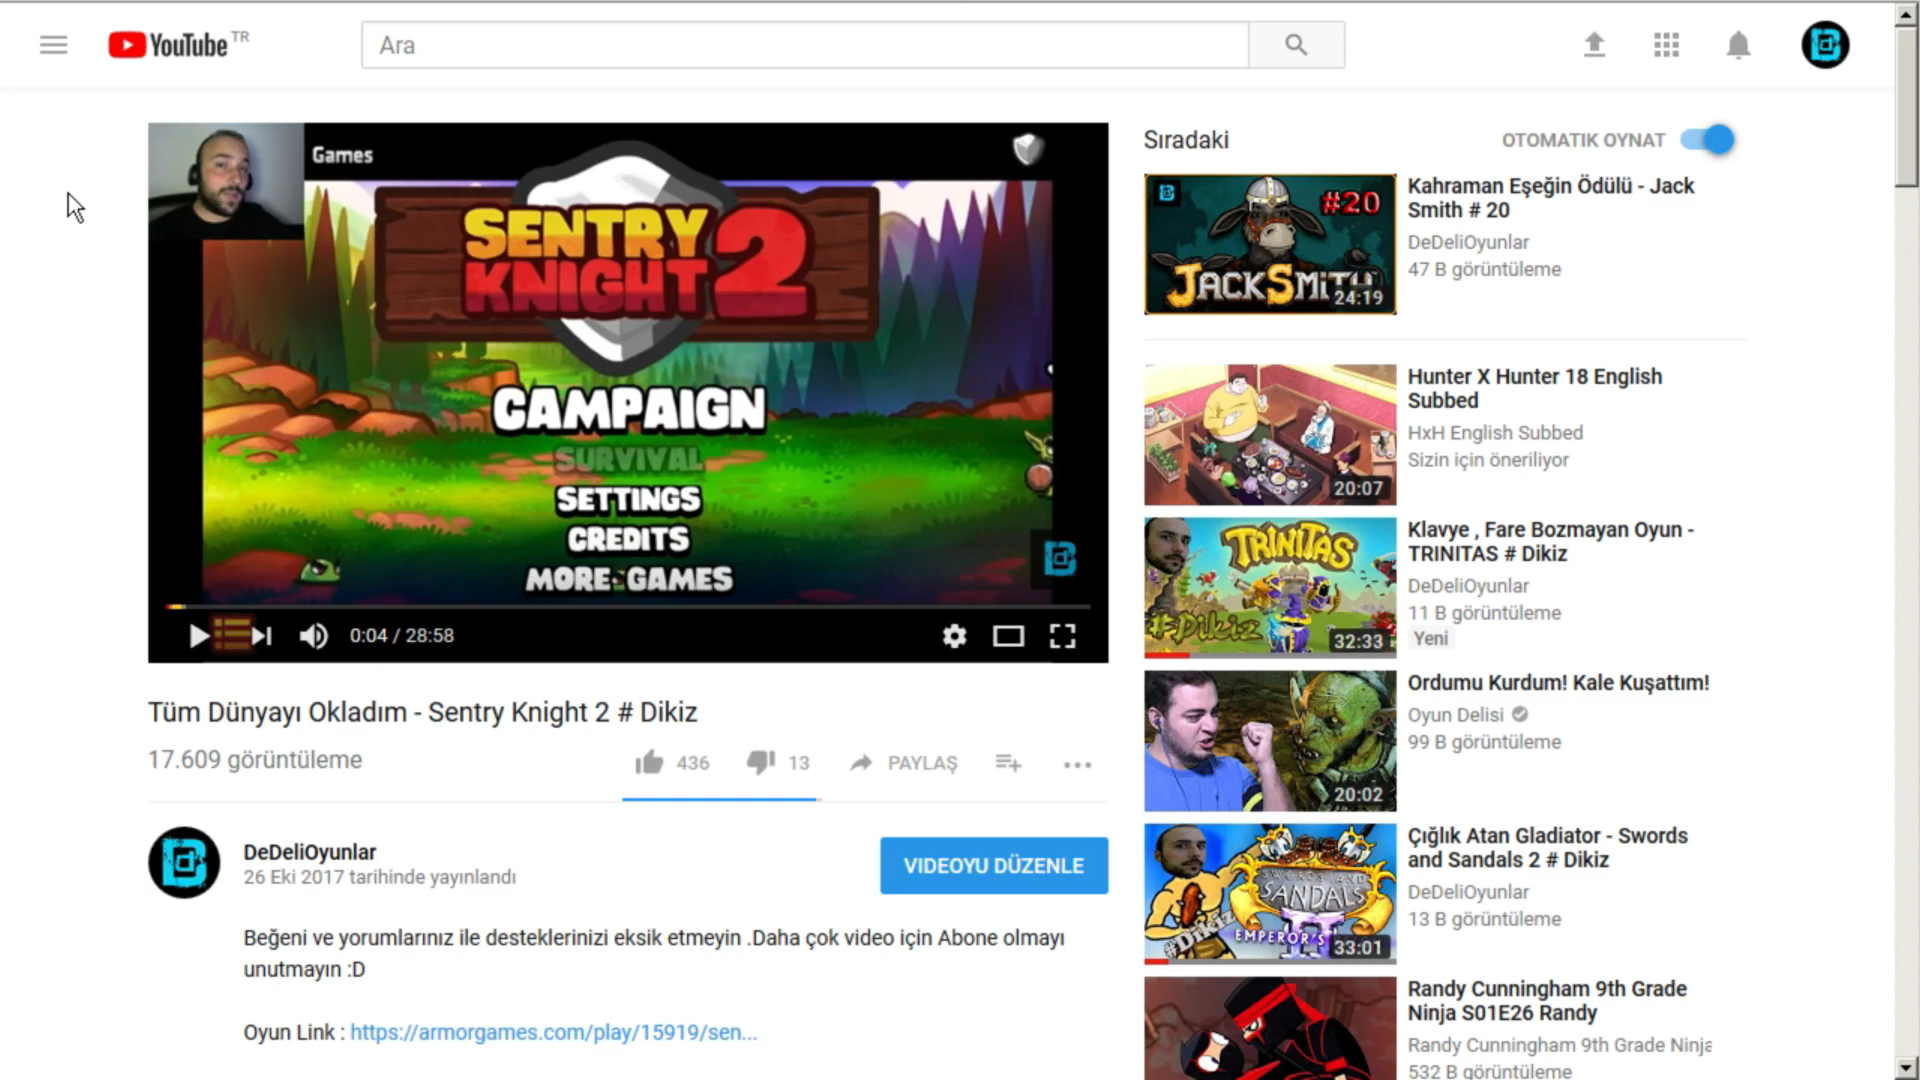 YouTube TR
Ara
Games
SENTRY
KNIGHT 2
CAMPAIGN
SURVIVAL
SETTINGS
CREDITS
MORE GAMES
0:04 / 28:58
Tüm Dünyayı Okladım - Sentry Knight 2 # Dikiz
17.609 görüntüleme
436
13
PAYLAŞ
DeDeliOyunlar
26 Eki 2017 tarihinde yayınlandı
VIDEOYU DÜZENLE
Beğeni ve yorumlarınız ile desteklerinizi eksik etmeyin .Daha çok video için Abone olmayı
unutmayın :D
Oyun Link : https://armorgames.com/play/15919/sen...
Sıradaki
OTOMATIK OYNAT
#20
JACKSMITH
24:19
Kahraman Eşeğin Ödülü - Jack
Smith # 20
DeDeliOyunlar
47 B görüntüleme
20:07
Hunter X Hunter 18 English
Subbed
HxH English Subbed
Sizin için öneriliyor
TRINITAS
#Dikiz
32:33
Klavye , Fare Bozmayan Oyun -
TRINITAS # Dikiz
DeDeliOyunlar
11 B görüntüleme
Yeni
20:02
Ordumu Kurdum! Kale Kuşattım!
Oyun Delisi
99 B görüntüleme
SWORDS AND
SANDALS
II
EMPEROR'S
#Dikiz
33:01
Çığlık Atan Gladiator - Swords
and Sandals 2 # Dikiz
DeDeliOyunlar
13 B görüntüleme
Randy Cunningham 9th Grade
Ninja S01E26 Randy
Randy Cunningham 9th Grade Ninja
532 B görüntüleme